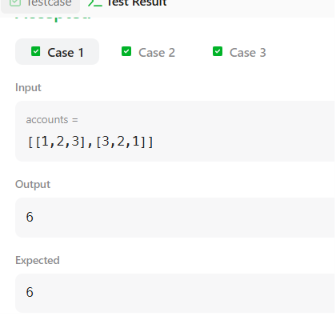 Testcase
Test Result
Accepted
Case 1
Case 2
Case 3
Input
accounts =
[[1,2,3],[3,2,1]]
Output
6
Expected
6